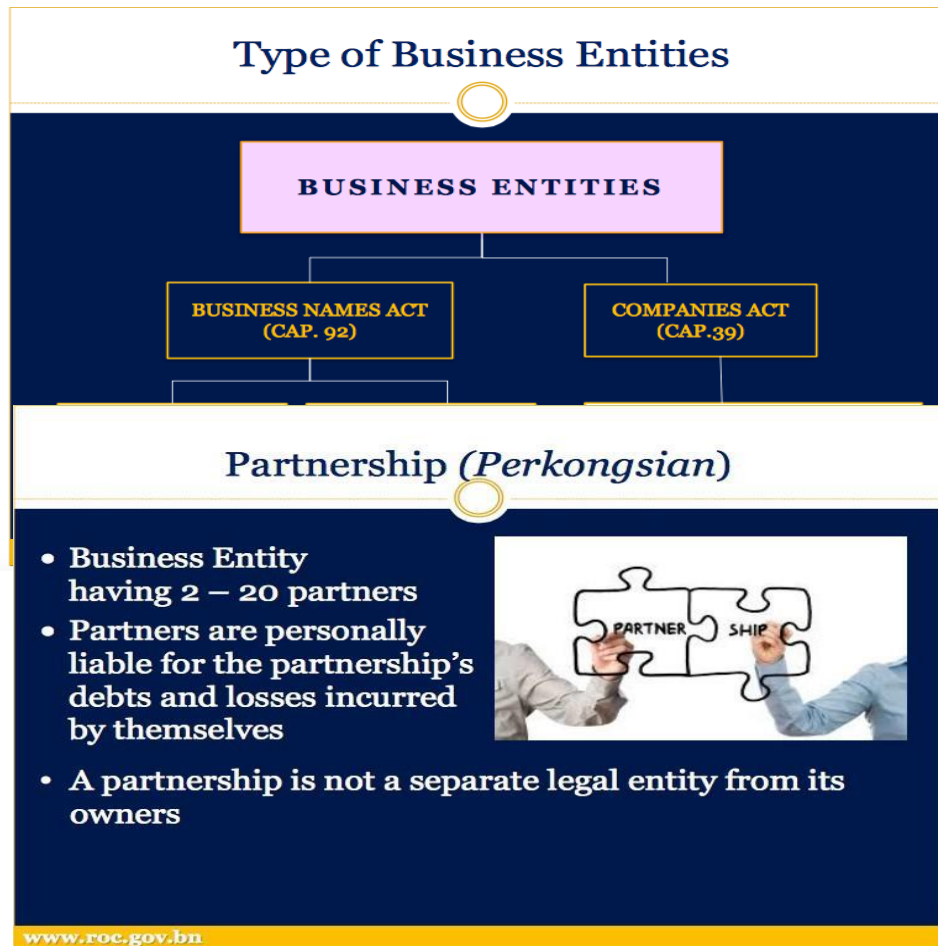 Type of Business Entities
BUSINESS ENTITIES
BUSINESS NAMES ACT
(CAP. 92)
COMPANIES ACT
(CAP.39)
Partnership (Perkongsian)
• Business Entity
having 2 – 20 partners
• Partners are personally
liable for the partnership's
debts and losses incurred
by themselves
PARTNER SHIP
• A partnership is not a separate legal entity from its
owners
www.roc.gov.bn